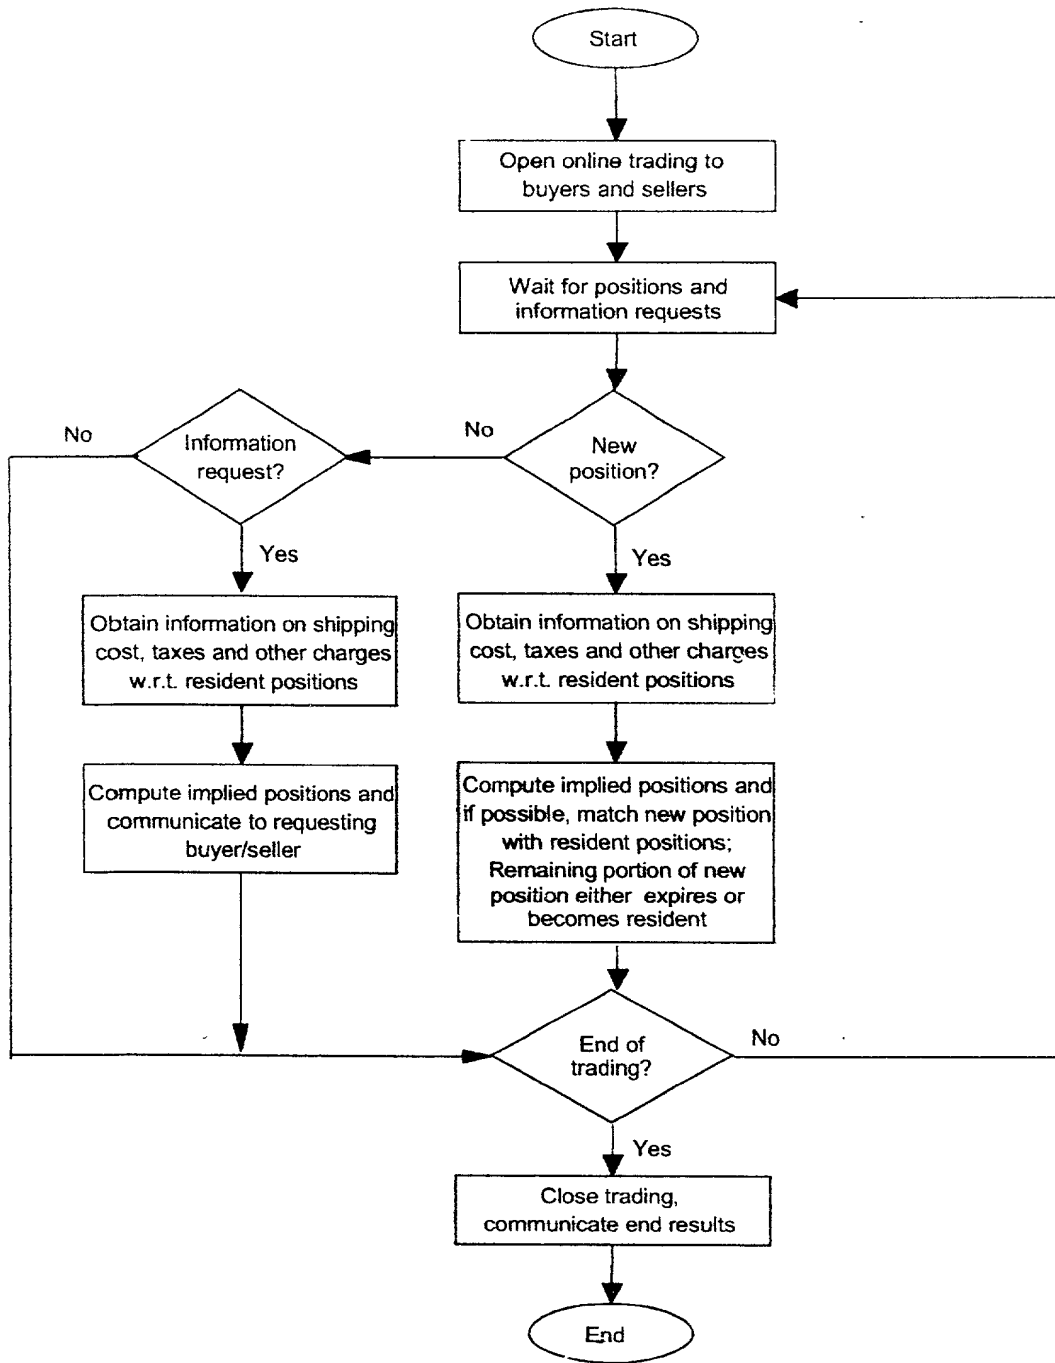 Start
Open online trading to
buyers and sellers
Wait for positions and
information requests
No
Information
request?
No
New
position?
Yes
Yes
Obtain information on shipping
cost, taxes and other charges
w.r.t. resident positions
Obtain information on shipping
cost, taxes and other charges
w.r.t. resident positions
Compute implied positions and
communicate to requesting
buyer/seller
Compute implied positions and
if possible, match new position
with resident positions;
Remaining portion of new
position either expires or
becomes resident
End of
trading?
No
Yes
Close trading,
communicate end results
End